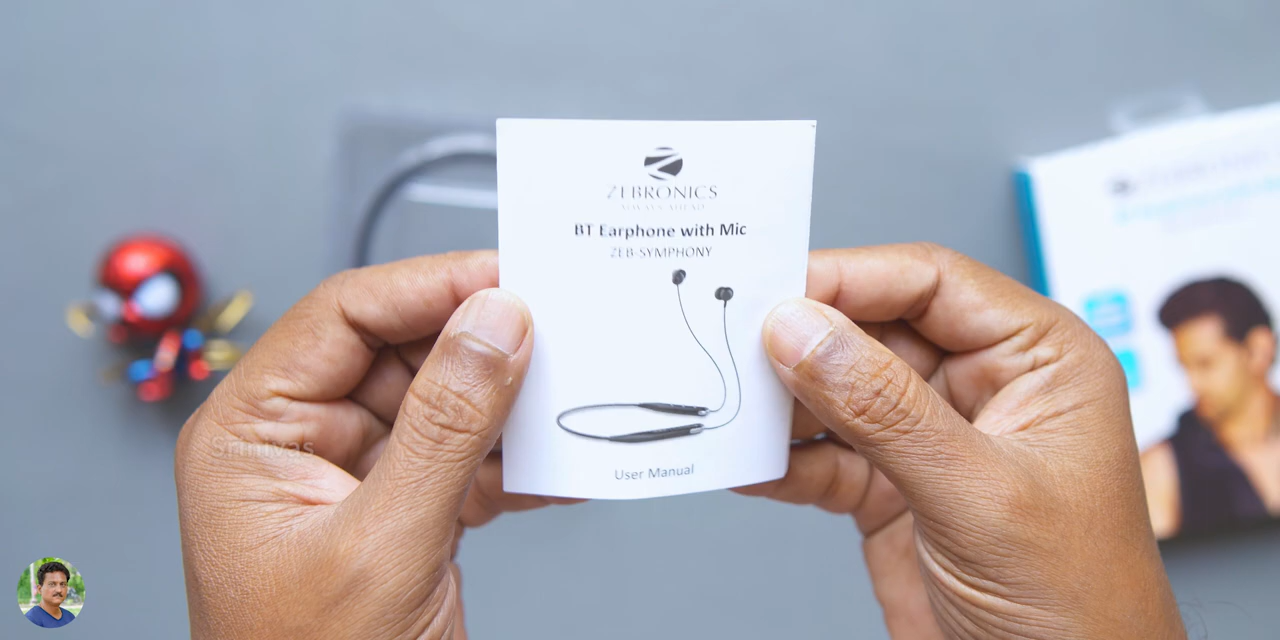 ZEBRONICS
ALWAYS AHEAD
BT Earphone with Mic
ZEB-SYMPHONY
User Manual
Srinivas